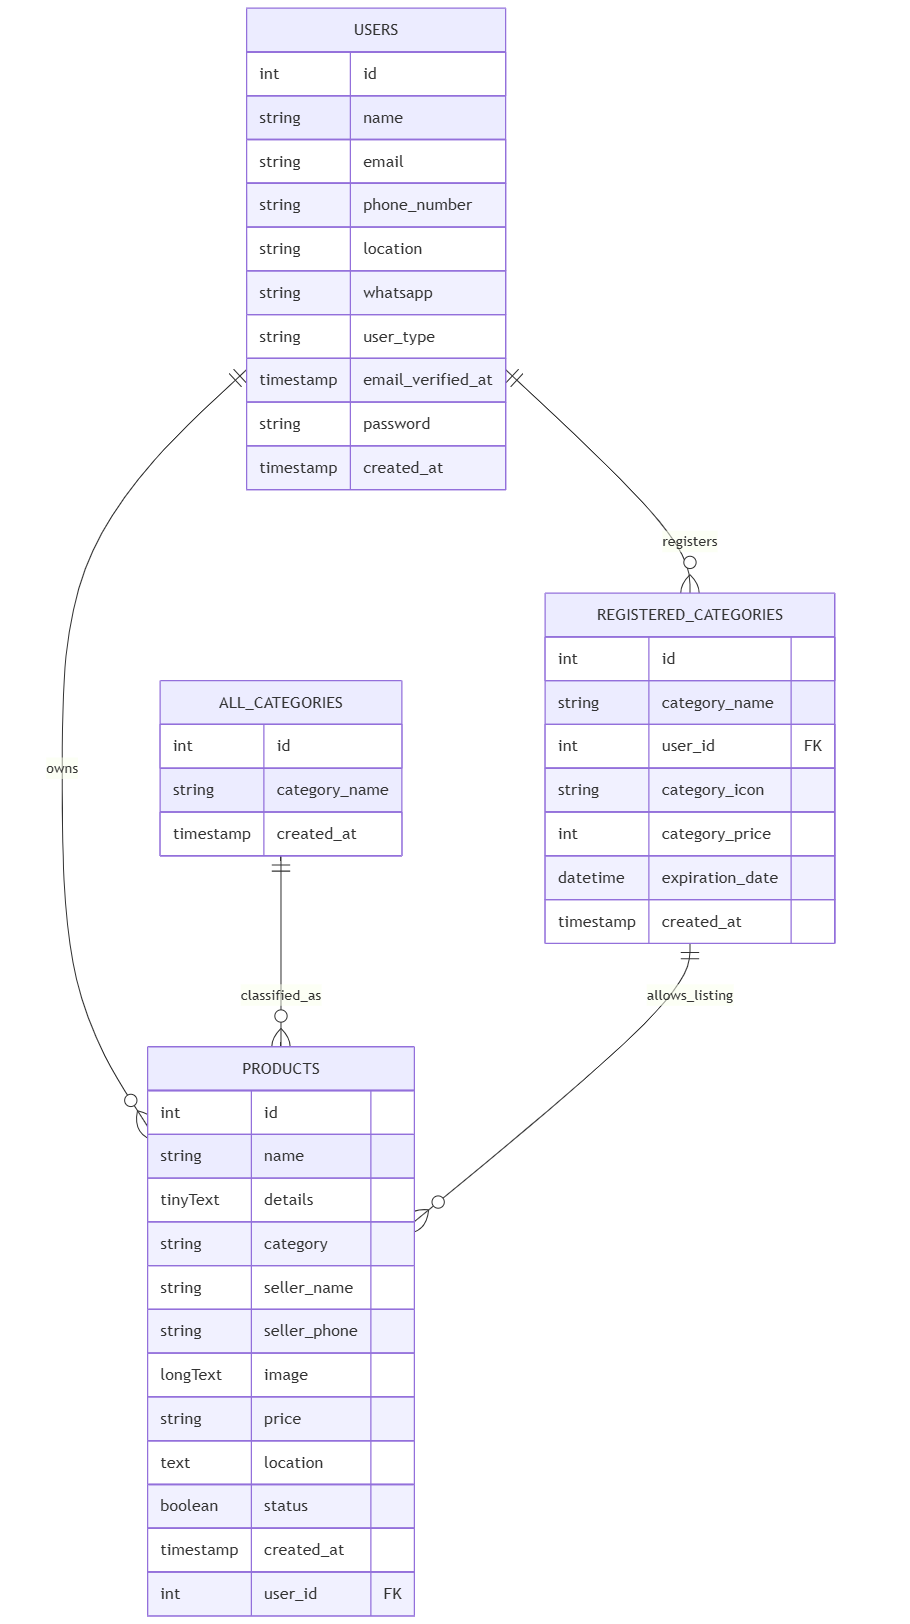 USERS
int id
string name
string email
string phone_number
string location
string whatsapp
string user_type
timestamp email_verified_at
string password
timestamp created_at
registers
REGISTERED_CATEGORIES
int id
string category_name
int user_id FK
string category_icon
int category_price
datetime expiration_date
timestamp created_at
ALL_CATEGORIES
int id
string category_name
timestamp created_at
owns
classified_as
allows_listing
PRODUCTS
int id
string name
tinyText details
string category
string seller_name
string seller_phone
longText image
string price
text location
boolean status
timestamp created_at
int user_id FK